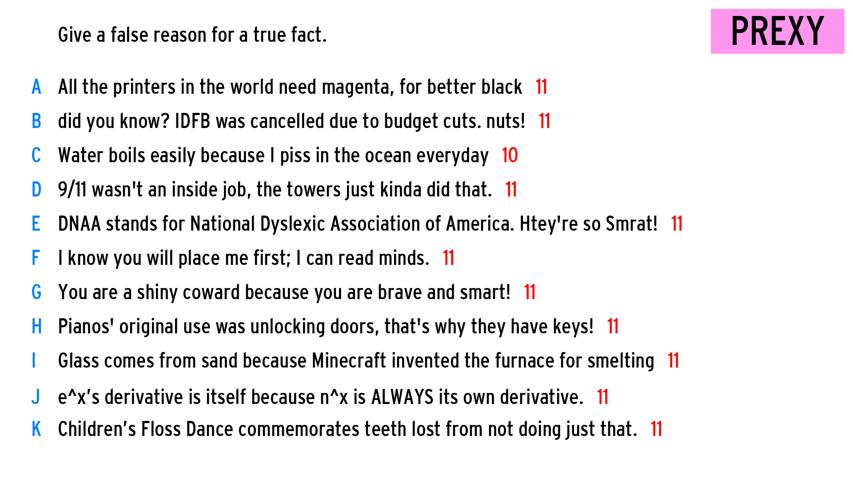 Give a false reason for a true fact.
PREXY
A All the printers in the world need magenta, for better black 11
B did you know? IDFB was cancelled due to budget cuts. nuts! 11
C Water boils easily because I piss in the ocean everyday 10
D 9/11 wasn't an inside job, the towers just kinda did that. 11
E DNAA stands for National Dyslexic Association of America. Htey're so Smrat! 11
F I know you will place me first; I can read minds. 11
G You are a shiny coward because you are brave and smart! 11
H Pianos' original use was unlocking doors, that's why they have keys! 11
I Glass comes from sand because Minecraft invented the furnace for smelting 11
J e^x’s derivative is itself because n^x is ALWAYS its own derivative. 11
K Children’s Floss Dance commemorates teeth lost from not doing just that. 11